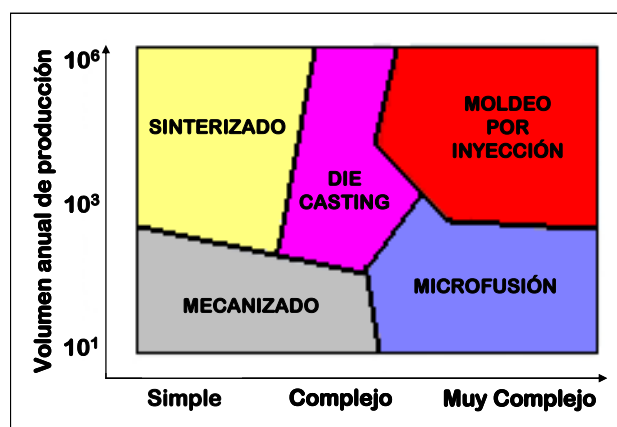 Volumen anual de producción
10⁶
10³
10¹
SINTERIZADO
DIE
CASTING
MOLDEO
POR
INYECCIÓN
MECANIZADO
MICROFUSIÓN
Simple
Complejo
Muy Complejo